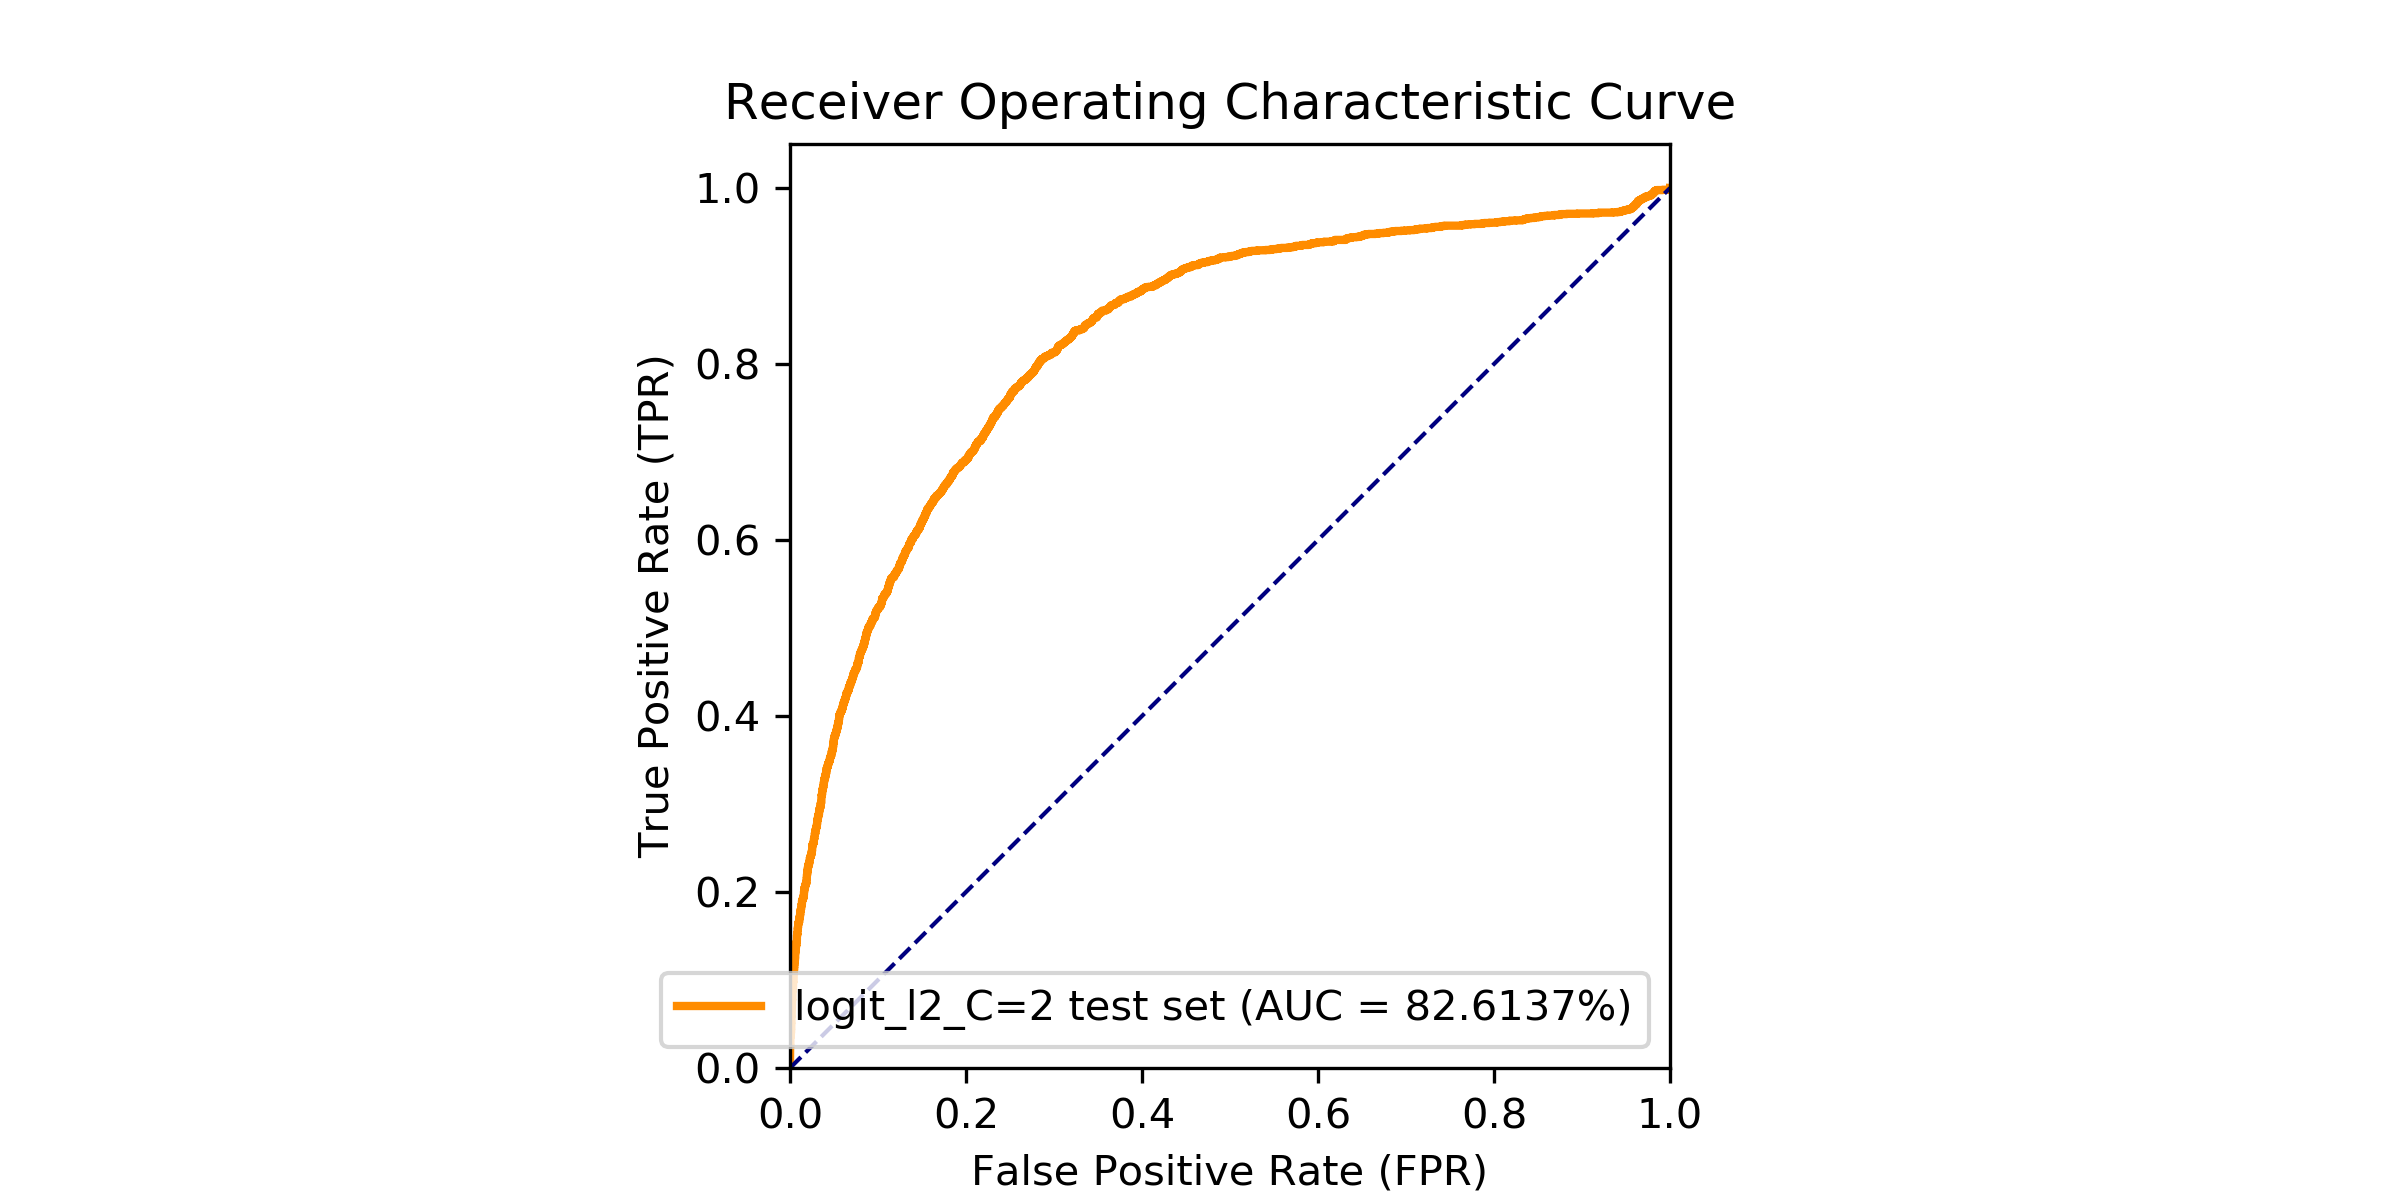 Receiver Operating Characteristic Curve
1.0
0.8
0.6
0.4
0.2
0.0
True Positive Rate (TPR)
logit_l2_C=2 test set (AUC = 82.6137%)
0.0 0.2 0.4 0.6 0.8 1.0
False Positive Rate (FPR)